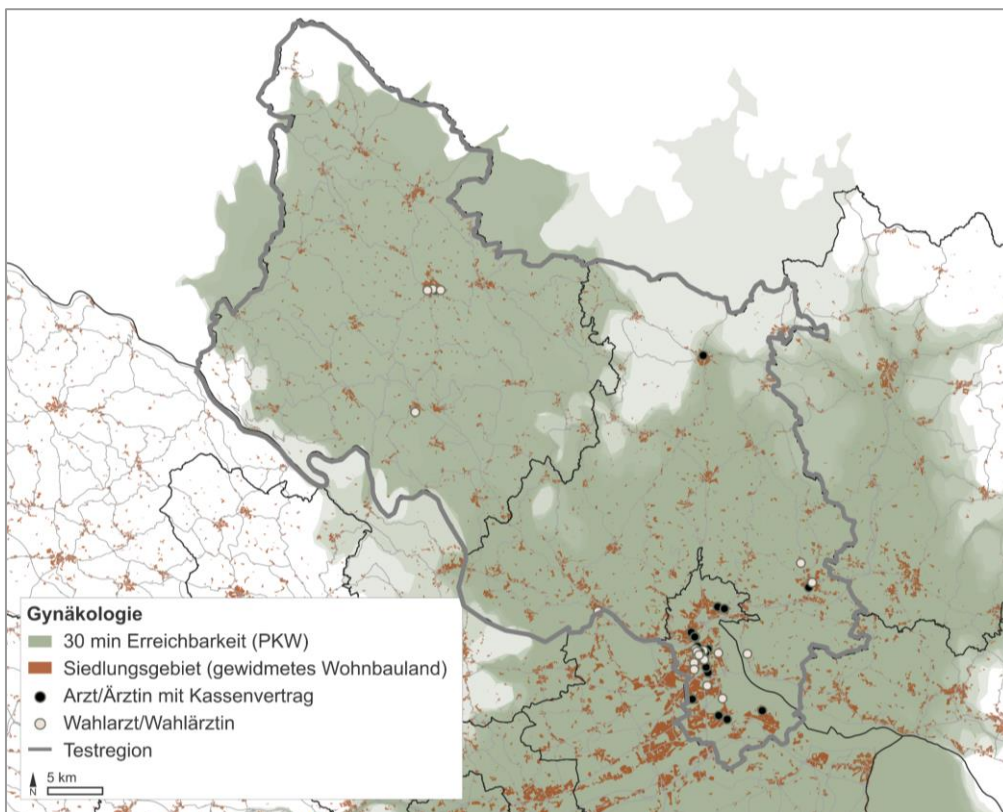 Gynäkologie
30 min Erreichbarkeit (PKW)
Siedlungsgebiet (gewidmetes Wohnbauland)
Arzt/Ärztin mit Kassenvertrag
Wahlarzt/Wahlärztin
Testregion
N
5 km